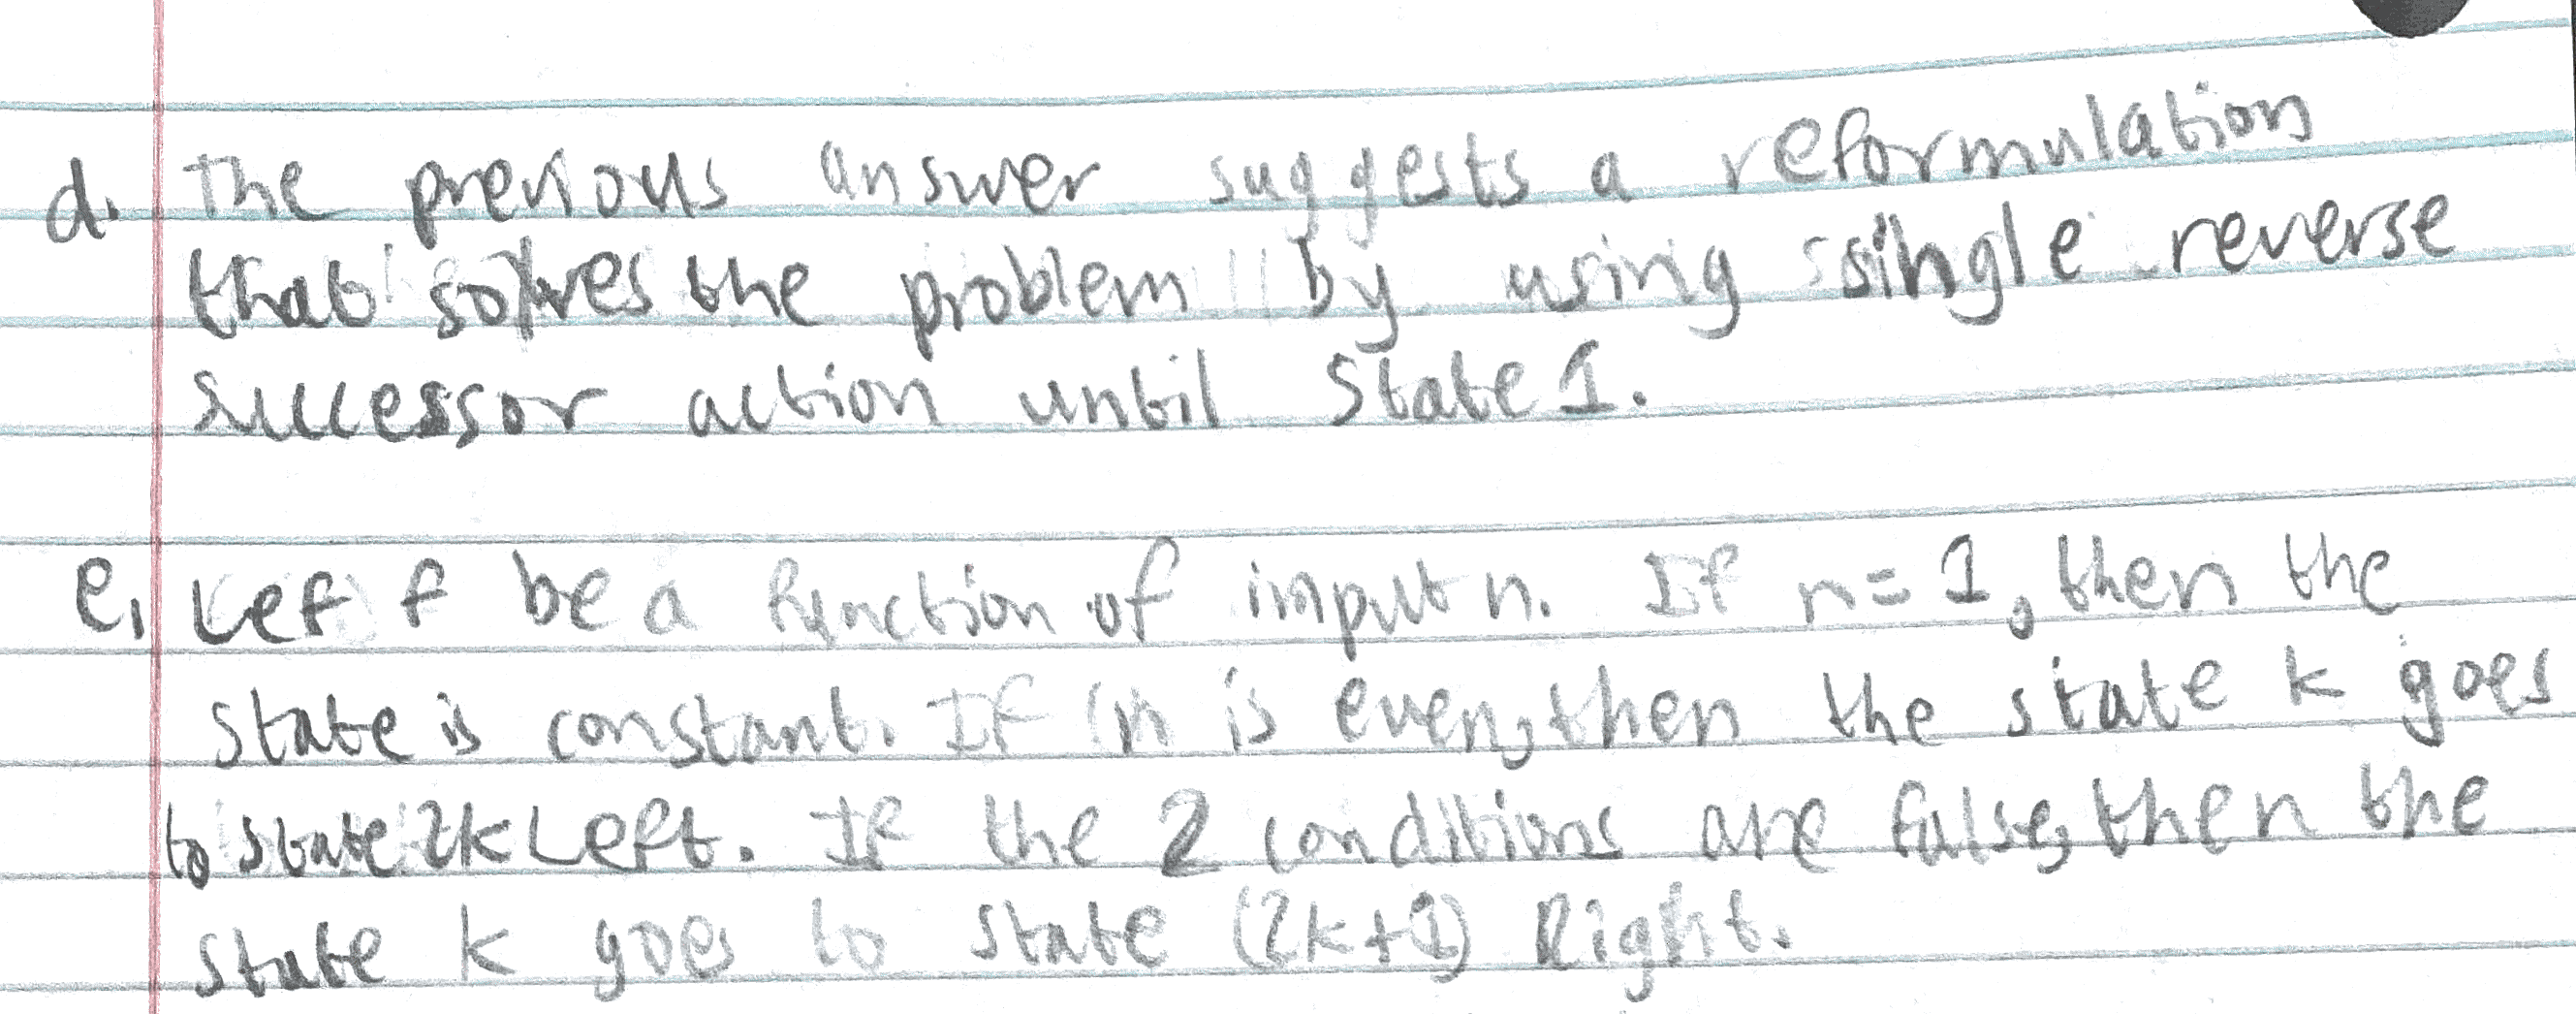 d. The previous answer suggests a reformulation
that solves the problem by using single reverse
successor action until State 1.
e. Let f be a function of input n. If n = 1, then the
state is constant. If n is even, then the state k goes
to state 2k Left. If the 2 conditions are false, then the
state k goes to state (2k+1) Right.